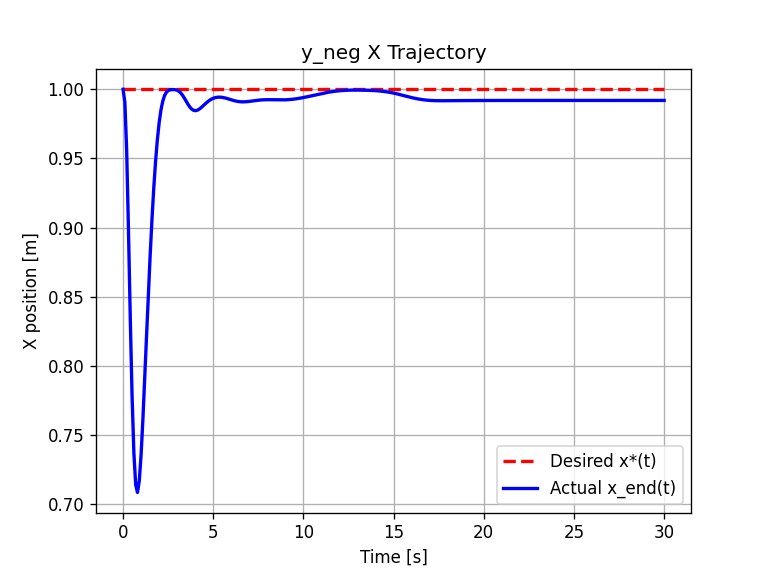 y_neg X Trajectory
1.00
0.95
0.90
0.85
0.80
0.75
0.70
X position [m]
0
5
10
15
20
25
30
Time [s]
Desired x*(t)
Actual x_end(t)